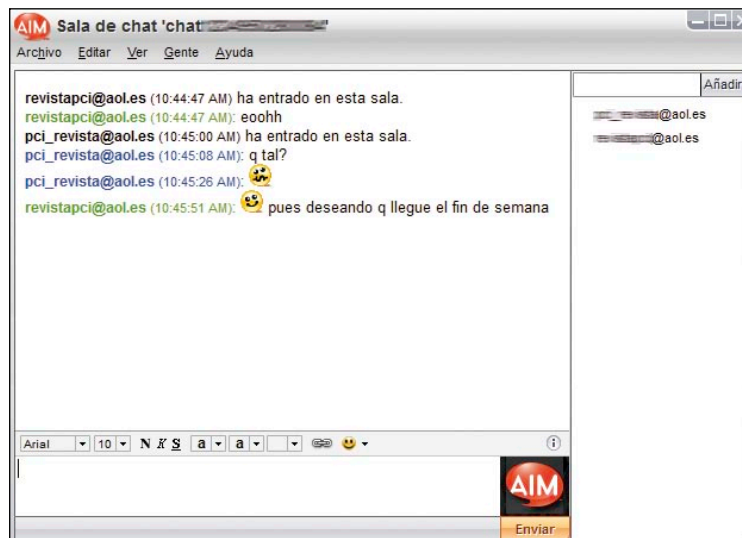 AIM Sala de chat 'chat
Archivo Editar Ver Gente Ayuda
Añadir
revistapci@aol.es (10:44:47 AM) ha entrado en esta sala.
revistapci@aol.es (10:44:47 AM): eoohh
pci_revista@aol.es (10:45:00 AM) ha entrado en esta sala.
pci_revista@aol.es (10:45:08 AM): q tal?
pci_revista@aol.es (10:45:26 AM):
revistapci@aol.es (10:45:51 AM): pues deseando q llegue el fin de semana
@aol.es
@aol.es
Arial 10 N K S a a
AIM
Enviar